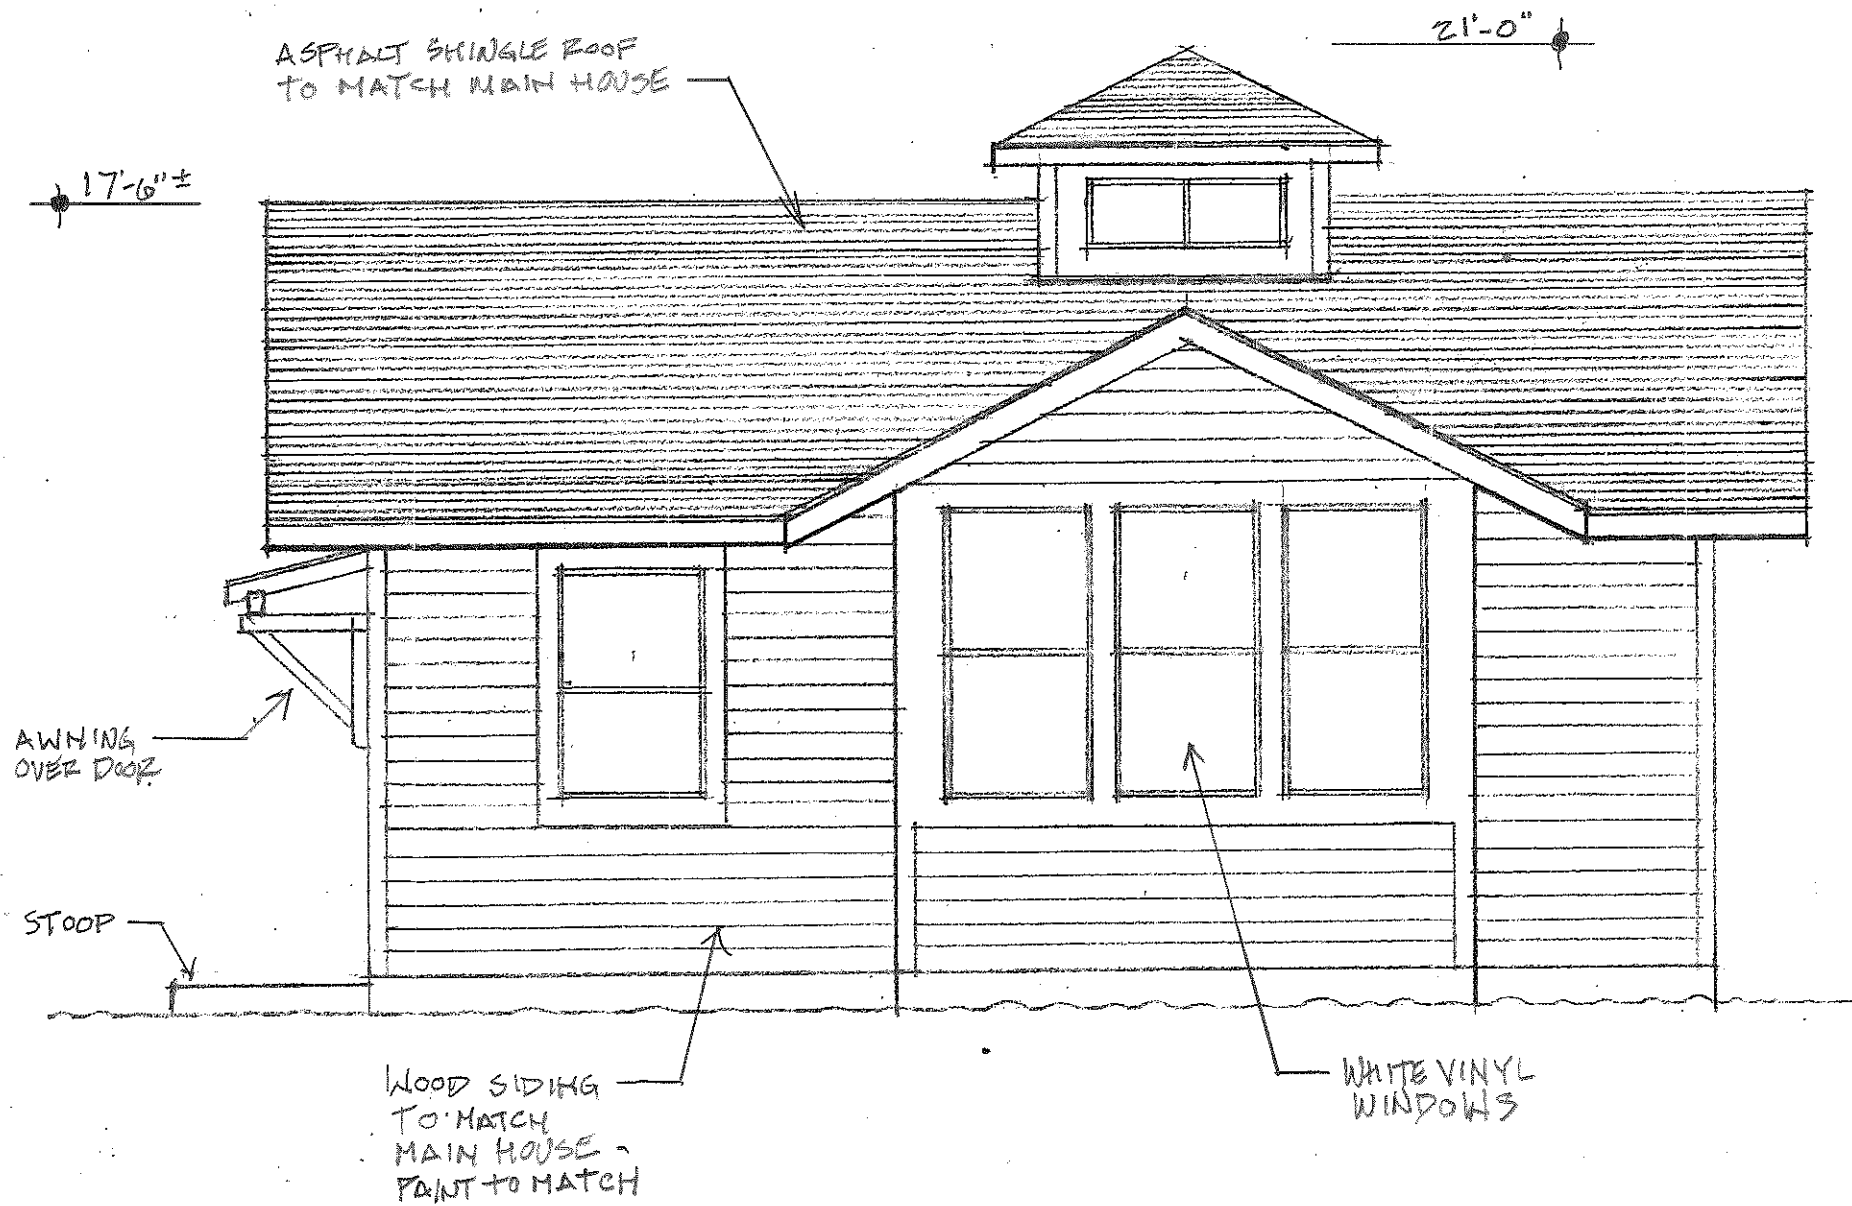 21'-0"
ASPHALT SHINGLE ROOF
TO MATCH MAIN HOUSE
17'-6"±
AWNING
OVER DOOR
STOOP
WOOD SIDING
TO MATCH
MAIN HOUSE -
PAINT TO MATCH
WHITE VINYL
WINDOWS